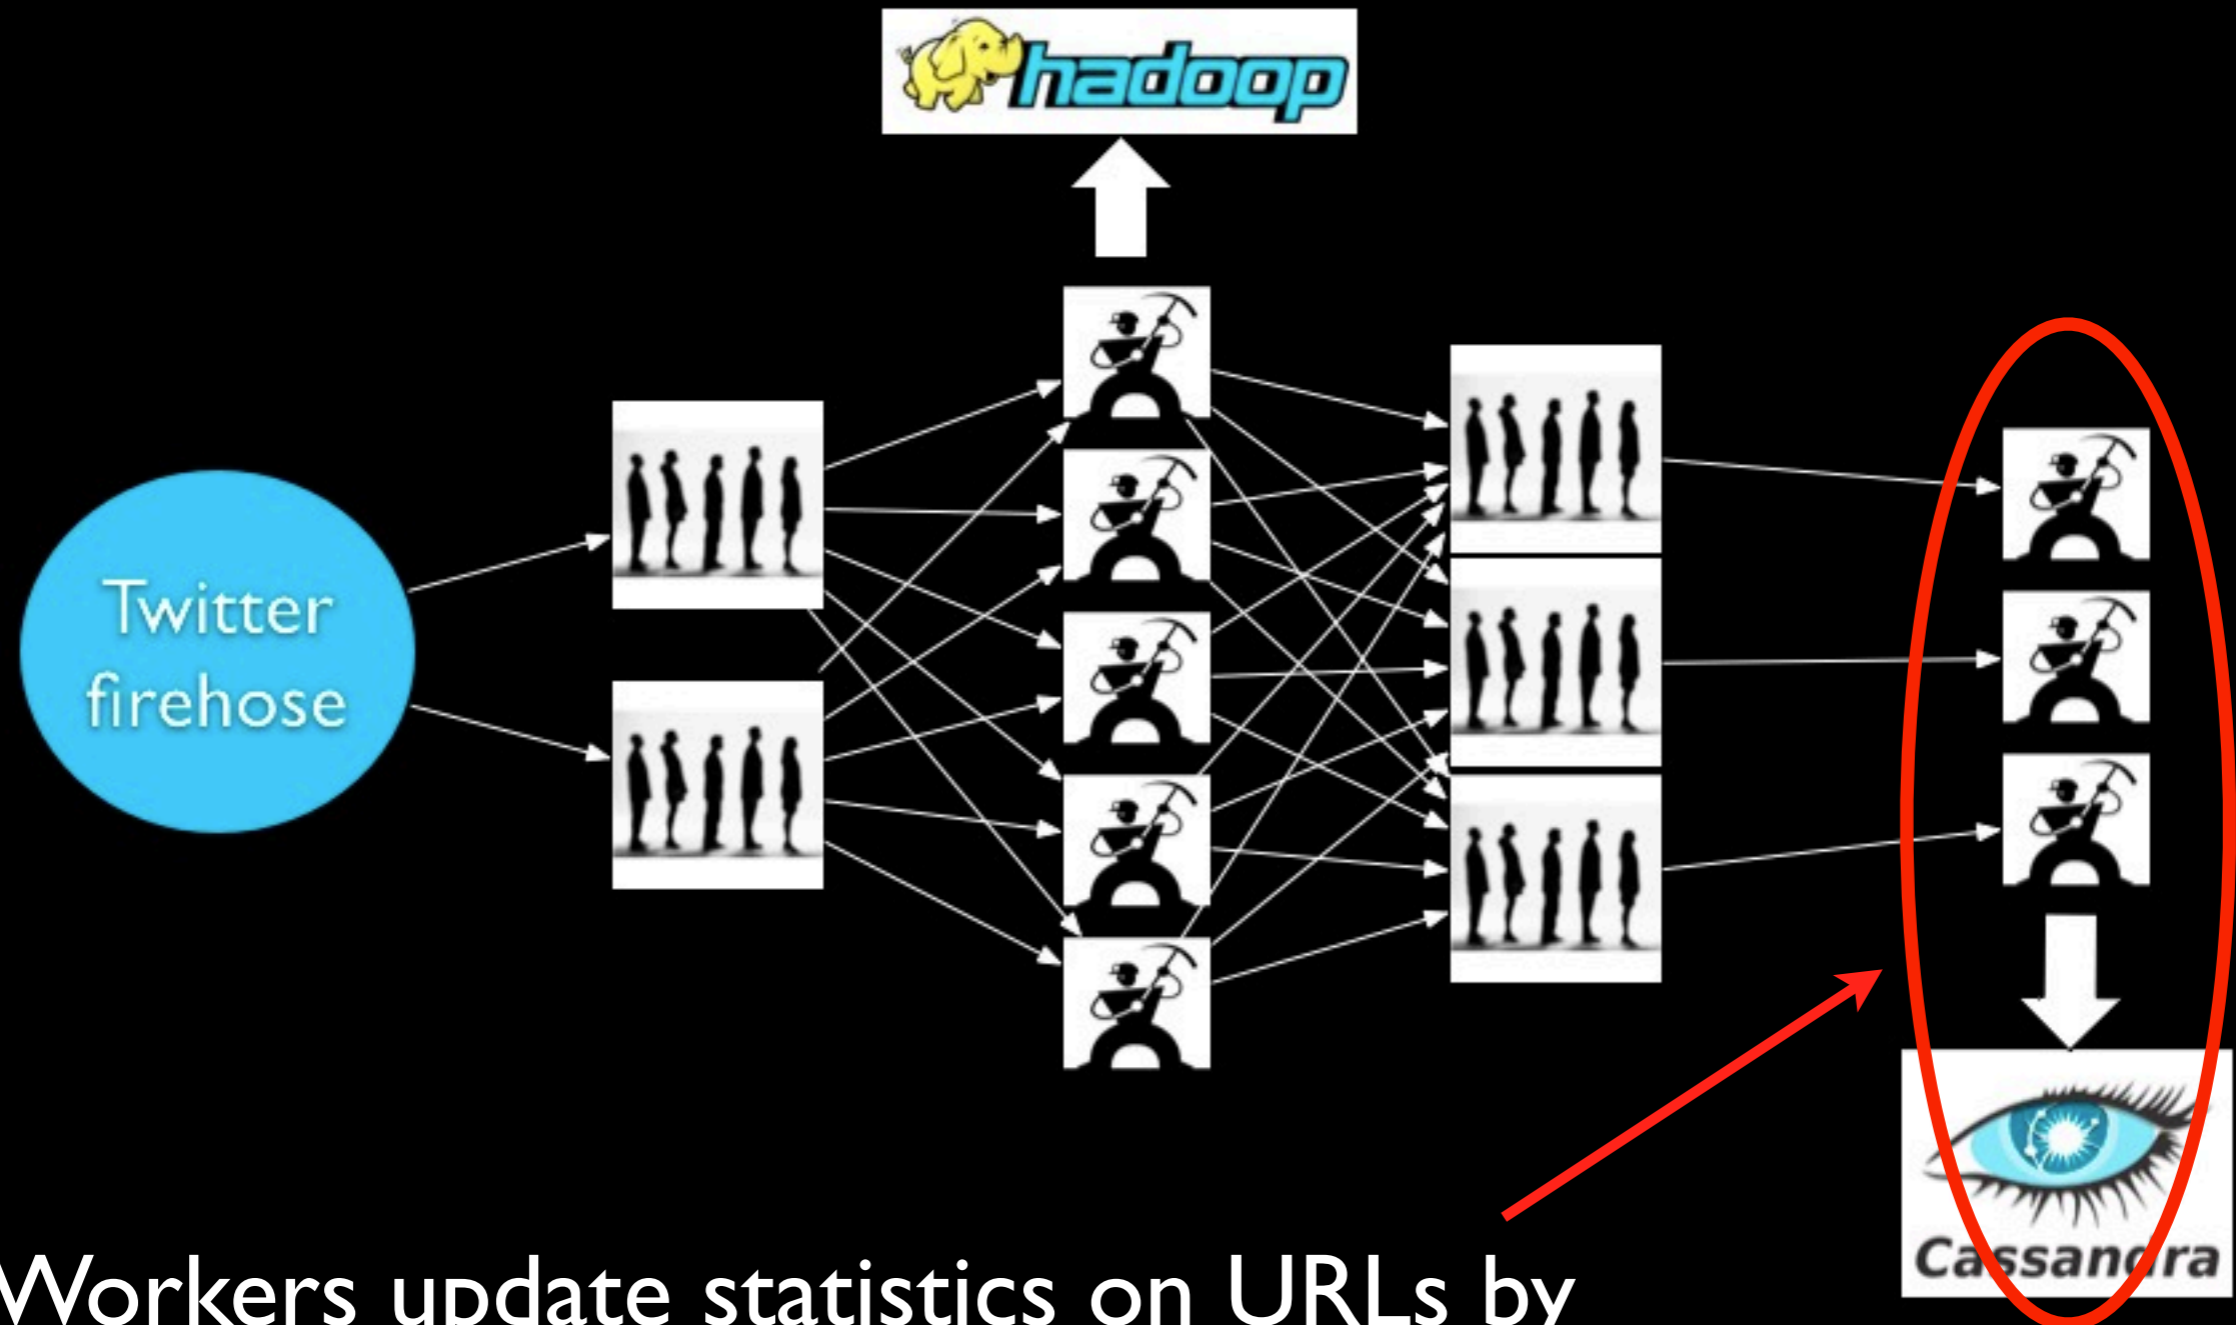 hadoop
Twitter
firehose
Cassandra
Workers update statistics on URLs by